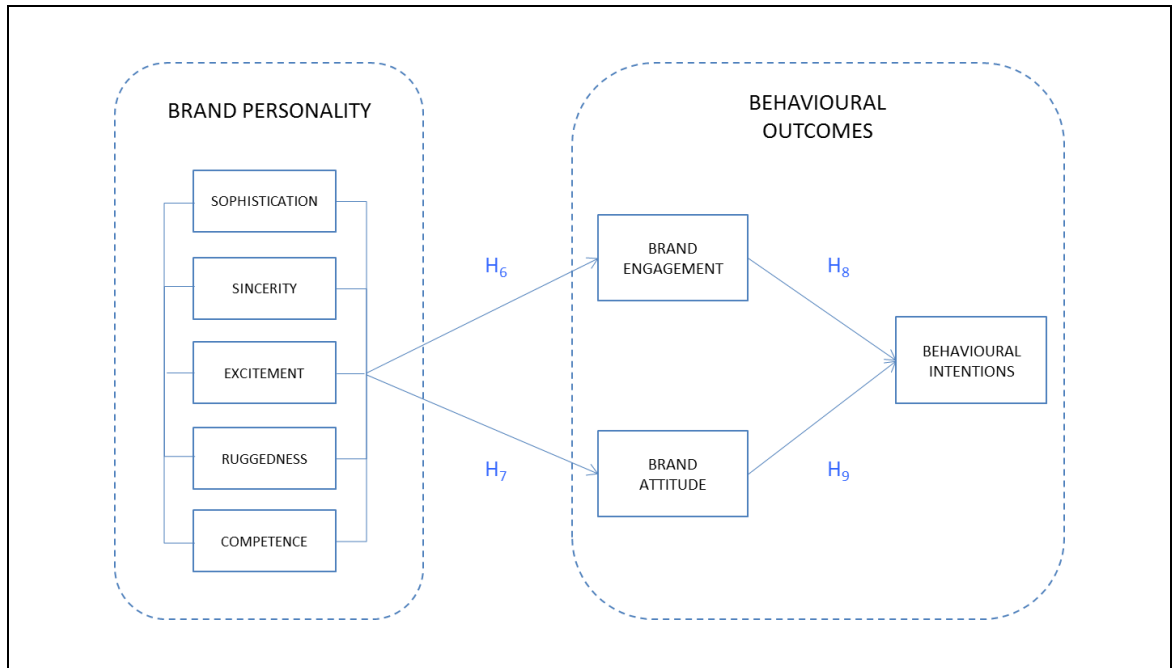 BRAND PERSONALITY
SOPHISTICATION
SINCERITY
EXCITEMENT
RUGGEDNESS
COMPETENCE
H6
H7
BEHAVIOURAL
OUTCOMES
BRAND
ENGAGEMENT
BRAND
ATTITUDE
H8
H9
BEHAVIOURAL
INTENTIONS